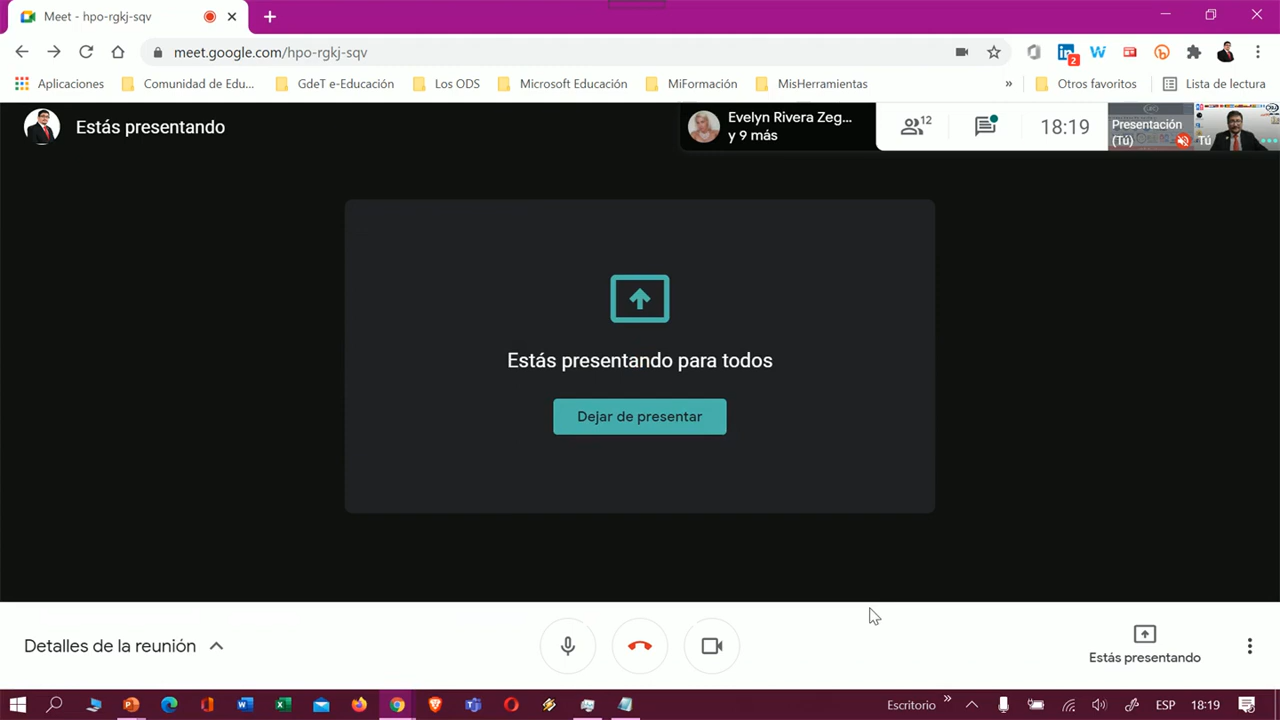 Meet - hpo-rgkj-sqv
meet.google.com/hpo-rgkj-sqv
2
Aplicaciones
Comunidad de Edu...
GdeT e-Educación
Los ODS
Microsoft Educación
MiFormación
MisHerramientas
»
Otros favoritos
Lista de lectura
Estás presentando
Evelyn Rivera Zeg...
y 9 más
12
18:19
Presentación
(Tú)
Tú
Estás presentando para todos
Dejar de presentar
Detalles de la reunión
Estás presentando
Escritorio
»
ESP
18:19